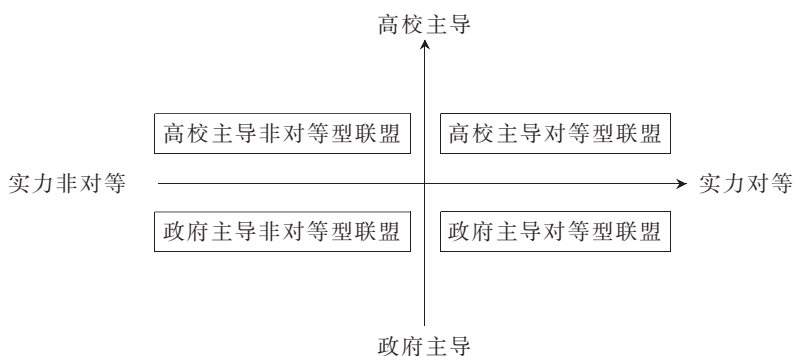 高校主导
高校主导非对等型联盟 高校主导对等型联盟
实力非对等 实力对等
政府主导非对等型联盟 政府主导对等型联盟
政府主导